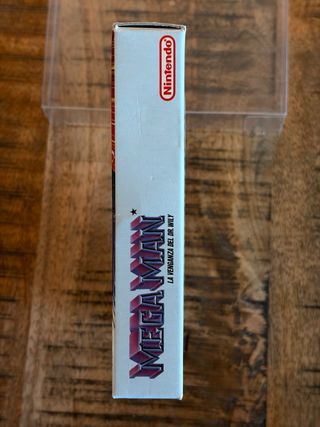 MEGA MAN
LA VENGANZA DEL DR. WILY
Nintendo